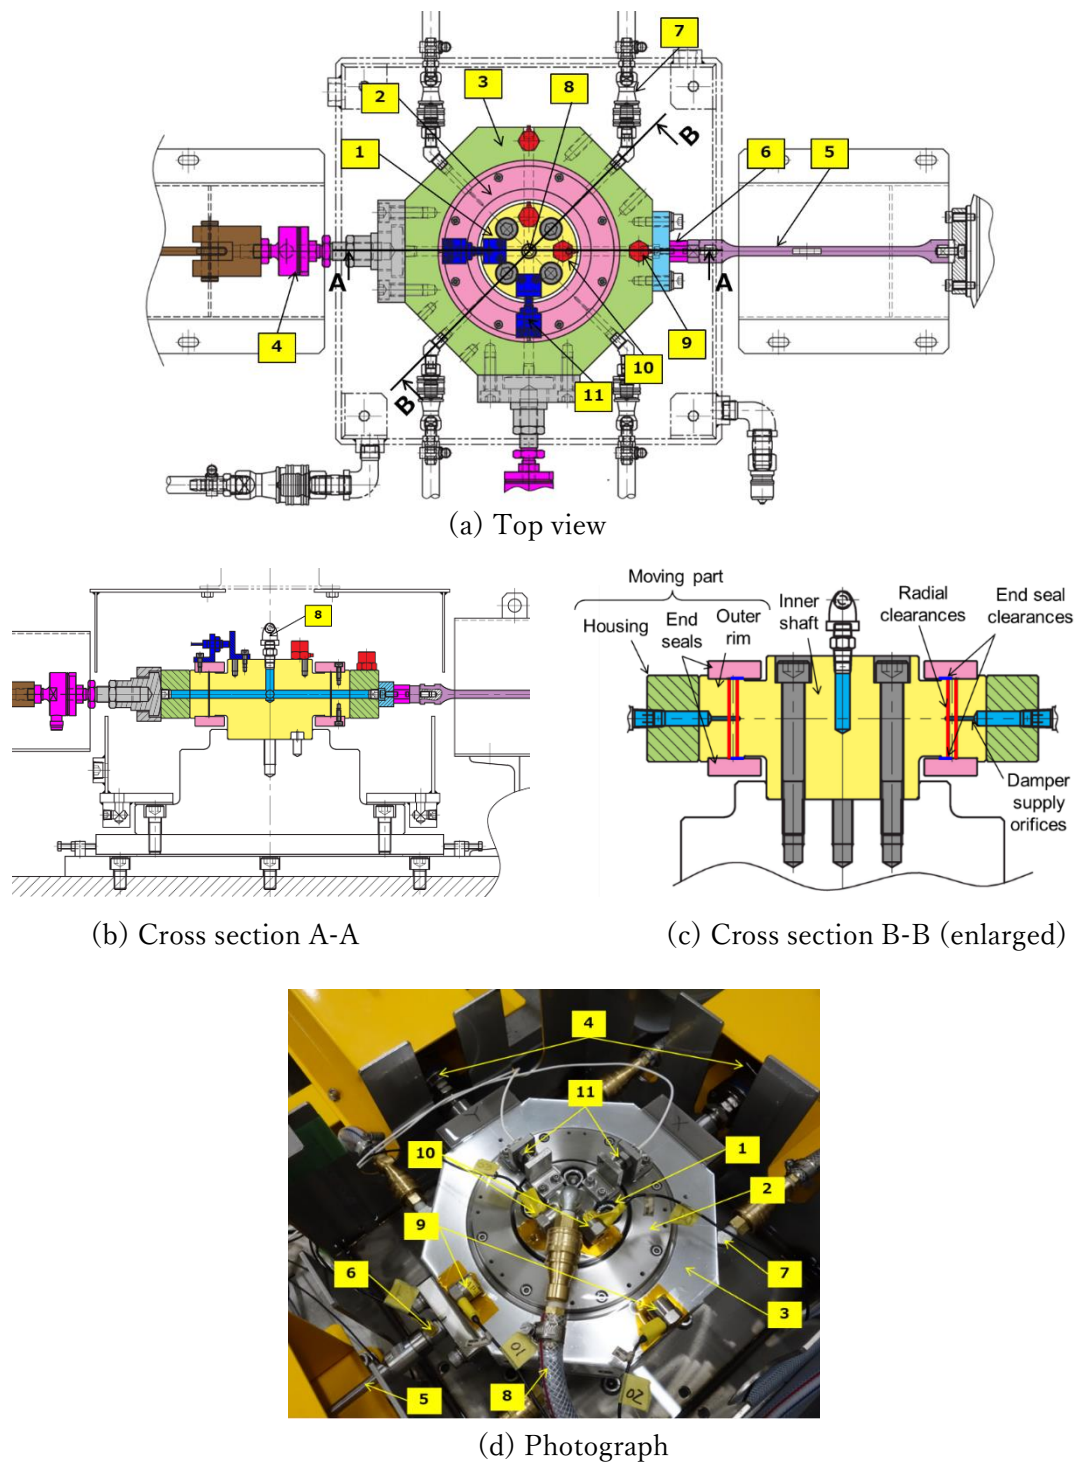 7
3
8
2
B
1
6
5
A
A
4
9
10
11
B
(a) Top view
8
Moving part
Housing
End seals
Outer rim
Inner shaft
Radial clearances
End seal clearances
Damper supply orifices
(b) Cross section A-A
(c) Cross section B-B (enlarged)
4
11
10
1
2
9
6
7
3
5
8
Y
X
10
20
(d) Photograph